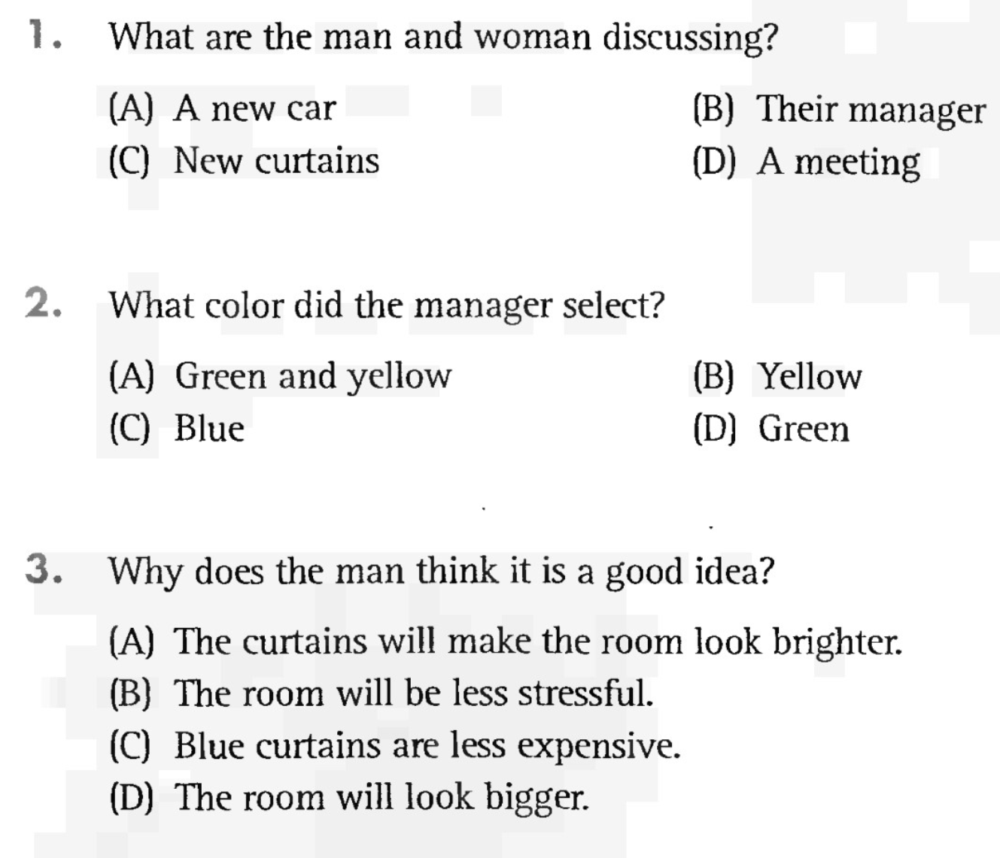 1. What are the man and woman discussing?
(A) A new car (B) Their manager
(C) New curtains (D) A meeting
2. What color did the manager select?
(A) Green and yellow (B) Yellow
(C) Blue (D) Green
3. Why does the man think it is a good idea?
(A) The curtains will make the room look brighter.
(B) The room will be less stressful.
(C) Blue curtains are less expensive.
(D) The room will look bigger.